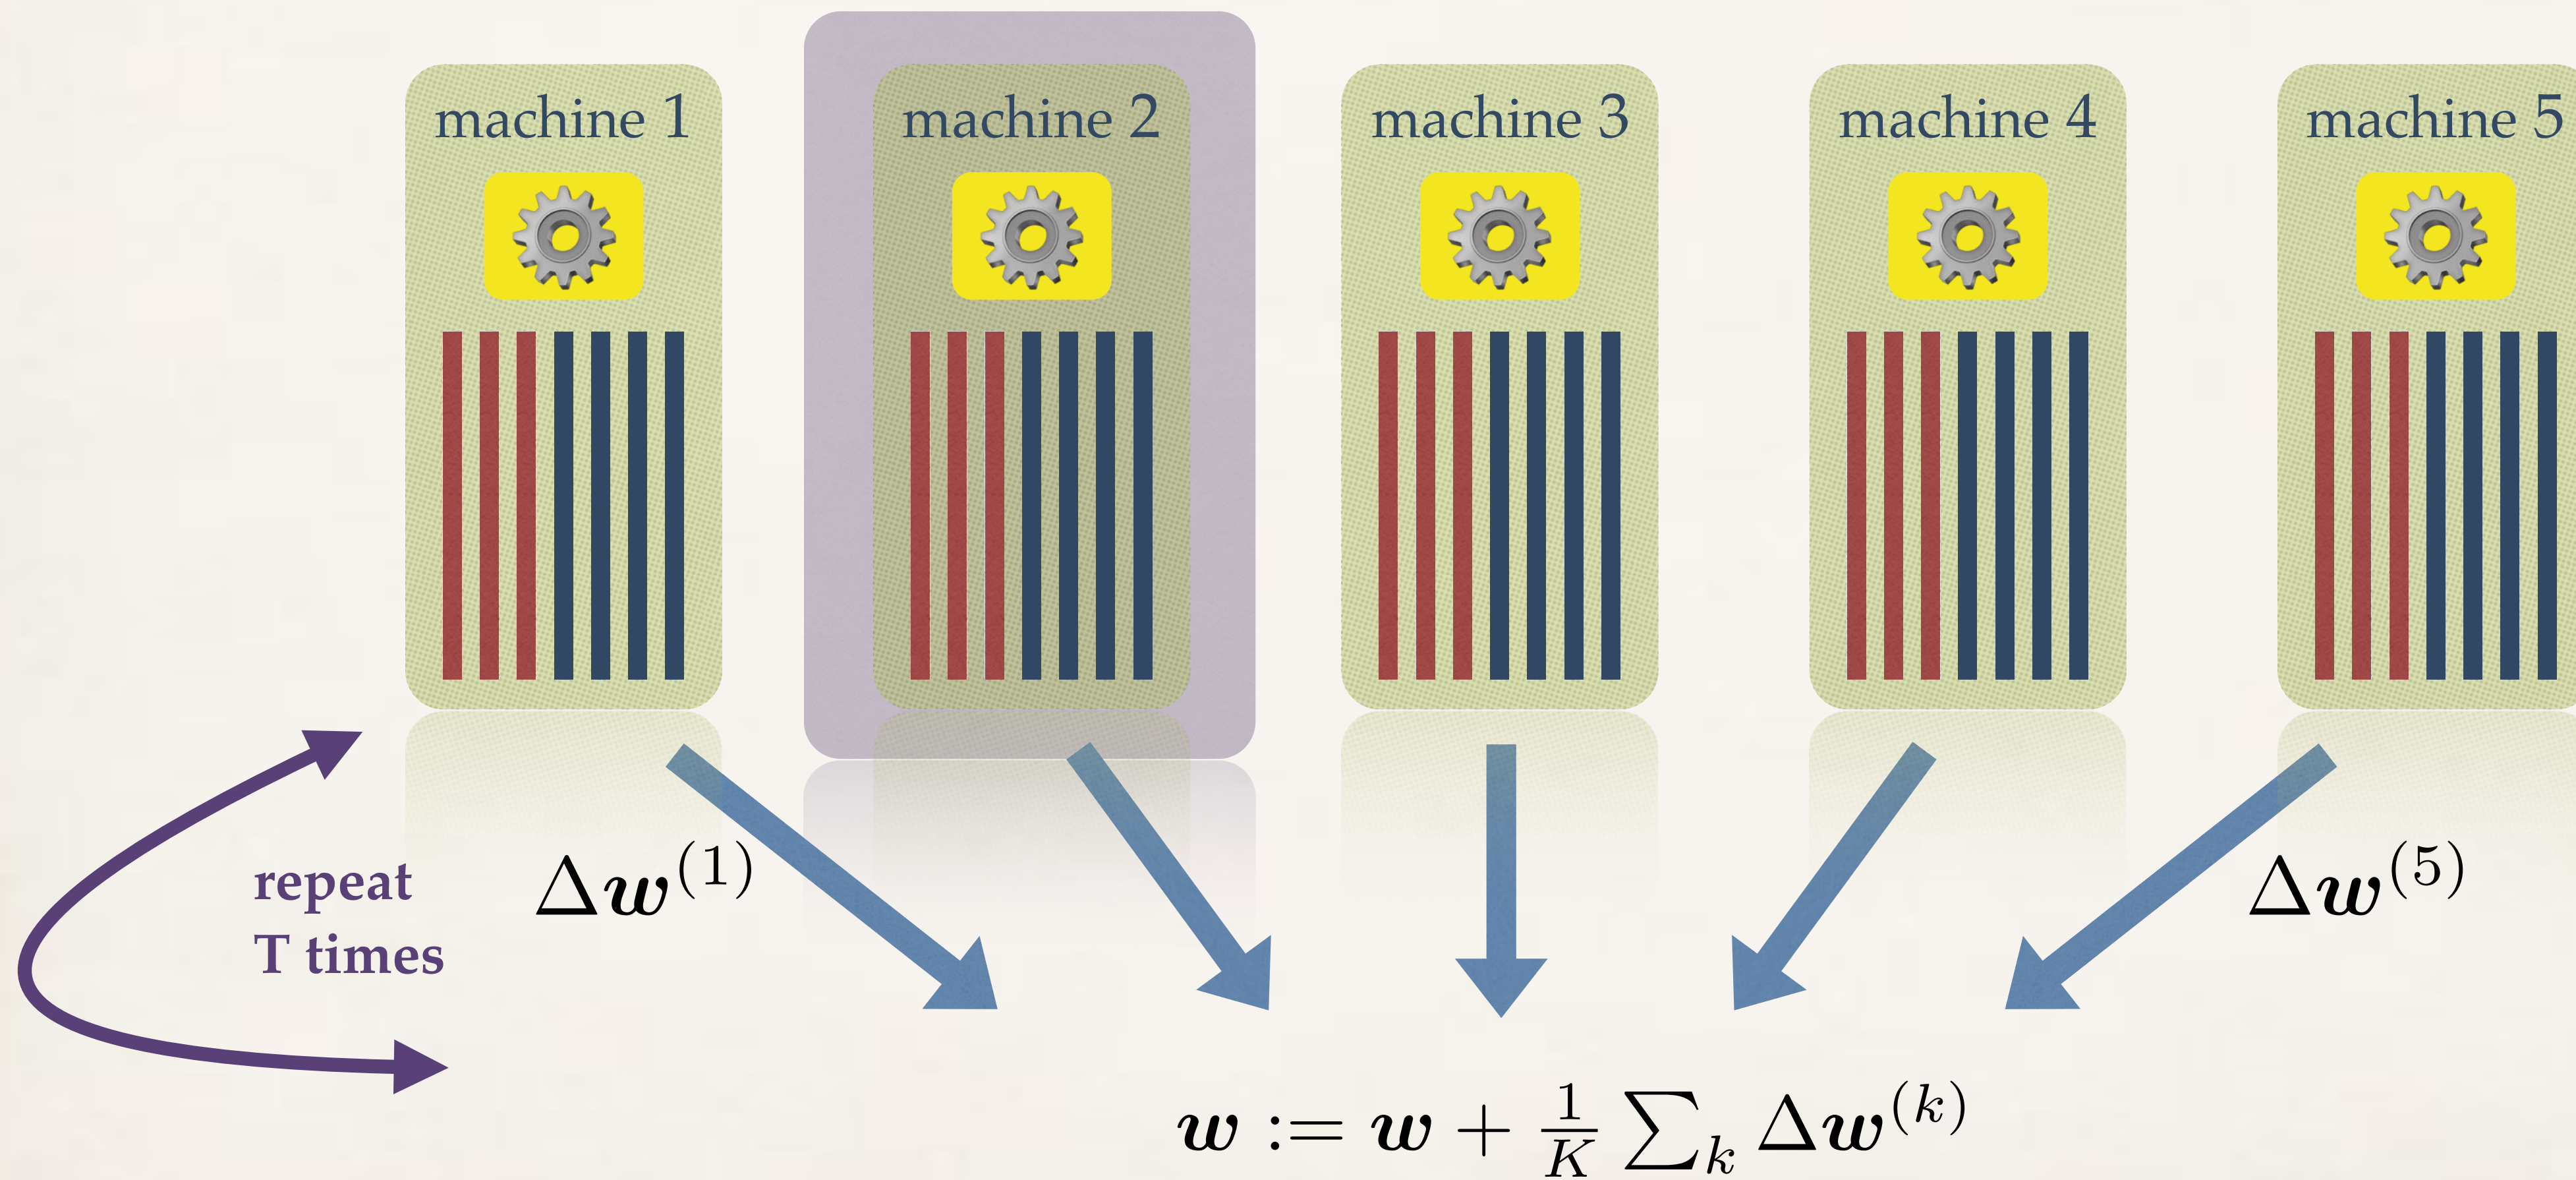 machine 1
machine 2
machine 3
machine 4
machine 5
repeat
T times
Δw^(1)
Δw^(5)
w := w + 1/K ∑_k Δw^(k)